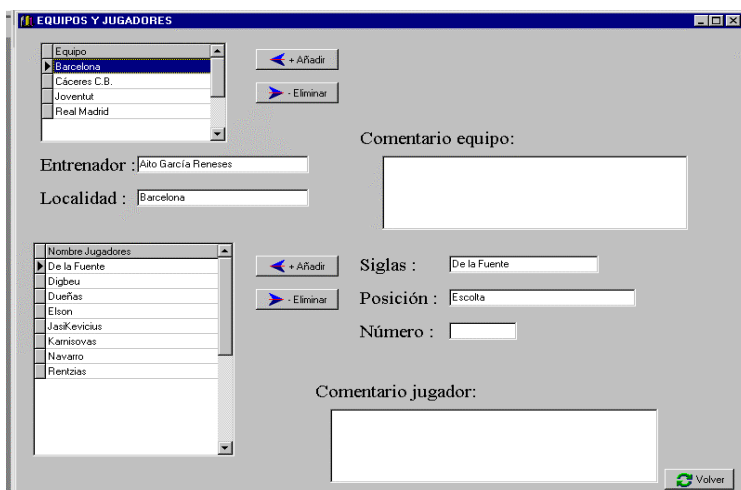 EQUIPOS Y JUGADORES
Equipo
Barcelona
Cáceres C.B.
Joventut
Real Madrid
+ Añadir
- Eliminar
Comentario equipo:
Entrenador : Aito García Reneses
Localidad : Barcelona
Nombre Jugadores
De la Fuente
Digbeu
Dueñas
Elson
JasiKevicius
Karnisovas
Navarro
Rentzias
+ Añadir
- Eliminar
Siglas : De la Fuente
Posición : Escolta
Número :
Comentario jugador:
Volver